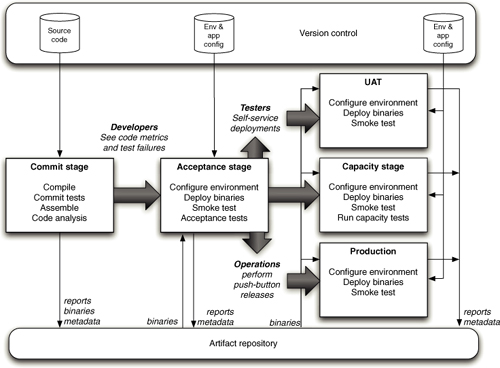 Source
code
Env &
app
config
Version control
Env &
app
config
Developers
See code metrics
and test failures
Testers
Self-service
deployments
UAT
Configure environment
Deploy binaries
Smoke test
Commit stage
Compile
Commit tests
Assemble
Code analysis
Acceptance stage
Configure environment
Deploy binaries
Smoke test
Acceptance tests
Capacity stage
Configure environment
Deploy binaries
Smoke test
Run capacity tests
Operations
perform
push-button
releases
Production
Configure environment
Deploy binaries
Smoke test
reports
binaries
metadata
binaries
reports
metadata
binaries
reports
metadata
Artifact repository